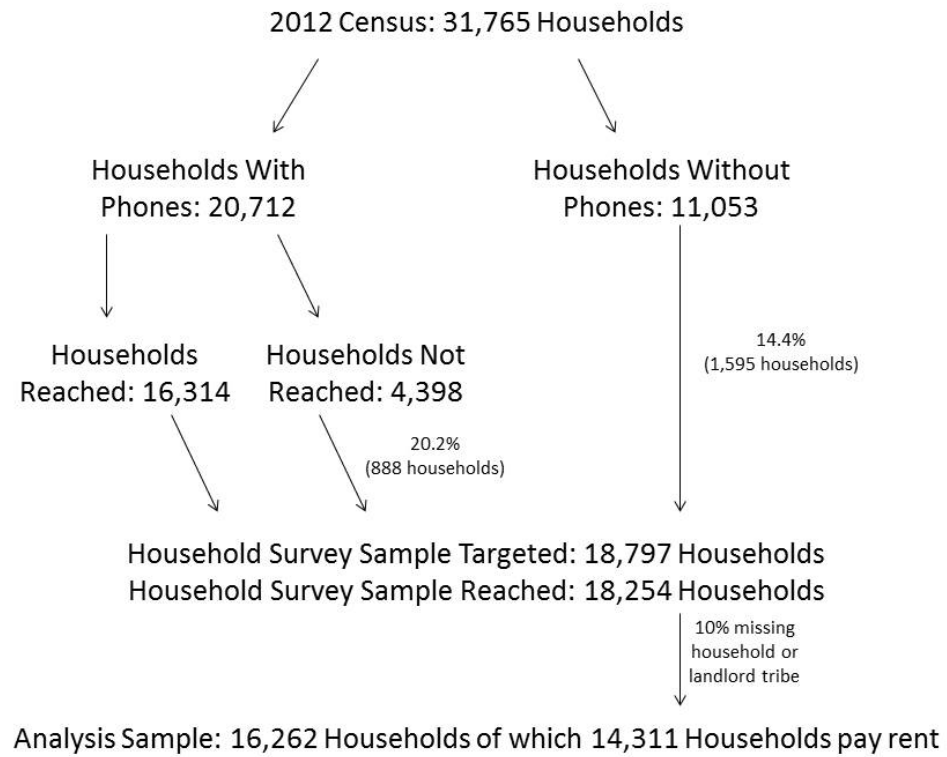 2012 Census: 31,765 Households
Households With
Phones: 20,712
Households Without
Phones: 11,053
Households
Reached: 16,314
Households Not
Reached: 4,398
14.4%
(1,595 households)
20.2%
(888 households)
Household Survey Sample Targeted: 18,797 Households
Household Survey Sample Reached: 18,254 Households
10% missing
household or
landlord tribe
Analysis Sample: 16,262 Households of which 14,311 Households pay rent